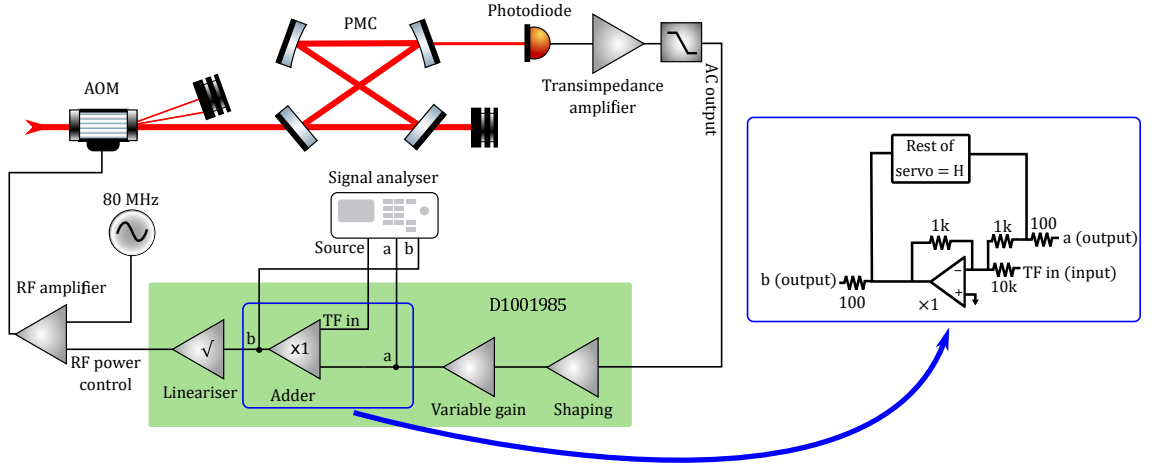 PMC
Photodiode
AOM
Transimpedance
amplifier
AC output
80 MHz
Signal analyser
Source
a
b
RF amplifier
RF power
control
D1001985
TF in
b
√
x1
a
Lineariser
Adder
Variable gain
Shaping
Rest of
servo = H
1k
1k
100
a (output)
b (output)
−
+
TF in (input)
10k
100
×1